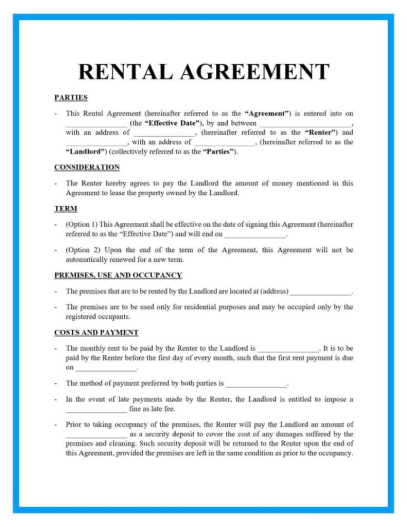 RENTAL AGREEMENT
PARTIES
- This Rental Agreement (hereinafter referred to as the “Agreement”) is entered into on
________________ (the “Effective Date”), by and between ________________________,
with an address of ________________, (hereinafter referred to as the “Renter”) and
________________, with an address of ________________, (hereinafter referred to as the
“Landlord”) (collectively referred to as the “Parties”).
CONSIDERATION
- The Renter hereby agrees to pay the Landlord the amount of money mentioned in this
Agreement to lease the property owned by the Landlord.
TERM
- (Option 1) This Agreement shall be effective on the date of signing this Agreement (hereinafter
referred to as the “Effective Date”) and will end on ________________.
- (Option 2) Upon the end of the term of the Agreement, this Agreement will not be
automatically renewed for a new term.
PREMISES, USE AND OCCUPANCY
- The premises that are to be rented by the Landlord are located at (address) ________________.
- The premises are to be used only for residential purposes and may be occupied only by the
registered occupants.
COSTS AND PAYMENT
- The monthly rent to be paid by the Renter to the Landlord is ________________. It is to be
paid by the Renter before the first day of every month, such that the first rent payment is due
on ________________.
- The method of payment preferred by both parties is ________________.
- In the event of late payments made by the Renter, the Landlord is entitled to impose a
________________ fine as late fee.
- Prior to taking occupancy of the premises, the Renter will pay the Landlord an amount of
________________ as a security deposit to cover the cost of any damages suffered by the
premises and cleaning. Such security deposit will be returned to the Renter upon the end of
this Agreement, provided the premises are left in the same condition as prior to the occupancy.